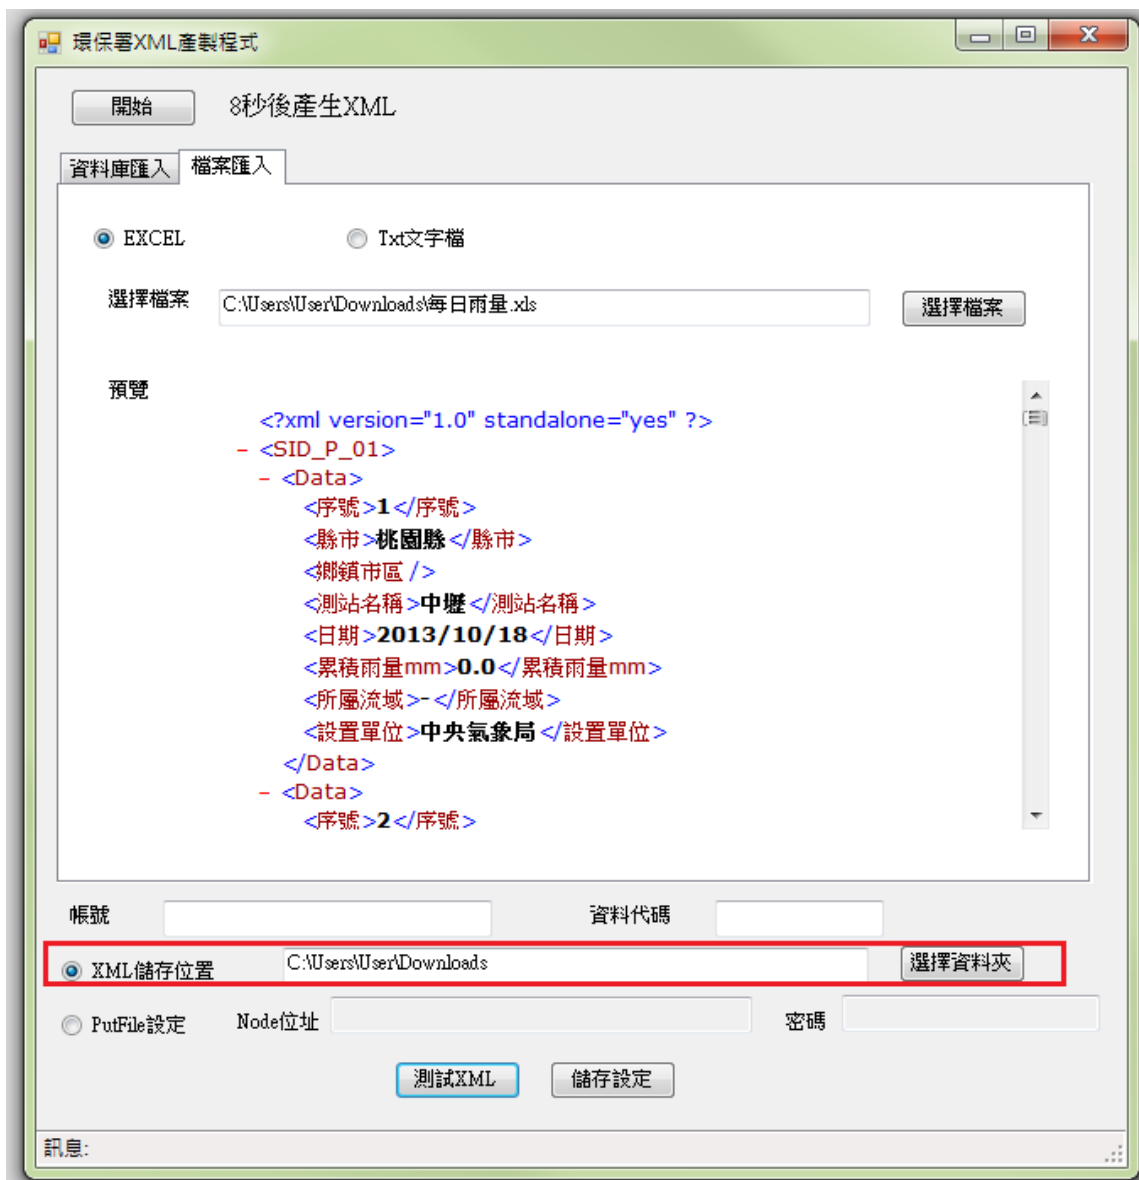 環保署XML產製程式
開始 8秒後產生XML
資料庫匯入 檔案匯入
EXCEL Txt文字檔
選擇檔案 C:\Users\User\Downloads\每日雨量.xls 選擇檔案
預覽
<?xml version="1.0" standalone="yes" ?>
- <SID_P_01>
- <Data>
<序號>1</序號>
<縣市>桃園縣</縣市>
<鄉鎮市區 />
<測站名稱>中壢</測站名稱>
<日期>2013/10/18</日期>
<累積雨量mm>0.0</累積雨量mm>
<所屬流域>-</所屬流域>
<設置單位>中央氣象局</設置單位>
</Data>
- <Data>
<序號>2</序號>
帳號 資料代碼
XML儲存位置 C:\Users\User\Downloads 選擇資料夾
PutFile設定 Node位址 密碼
測試XML 儲存設定
訊息: